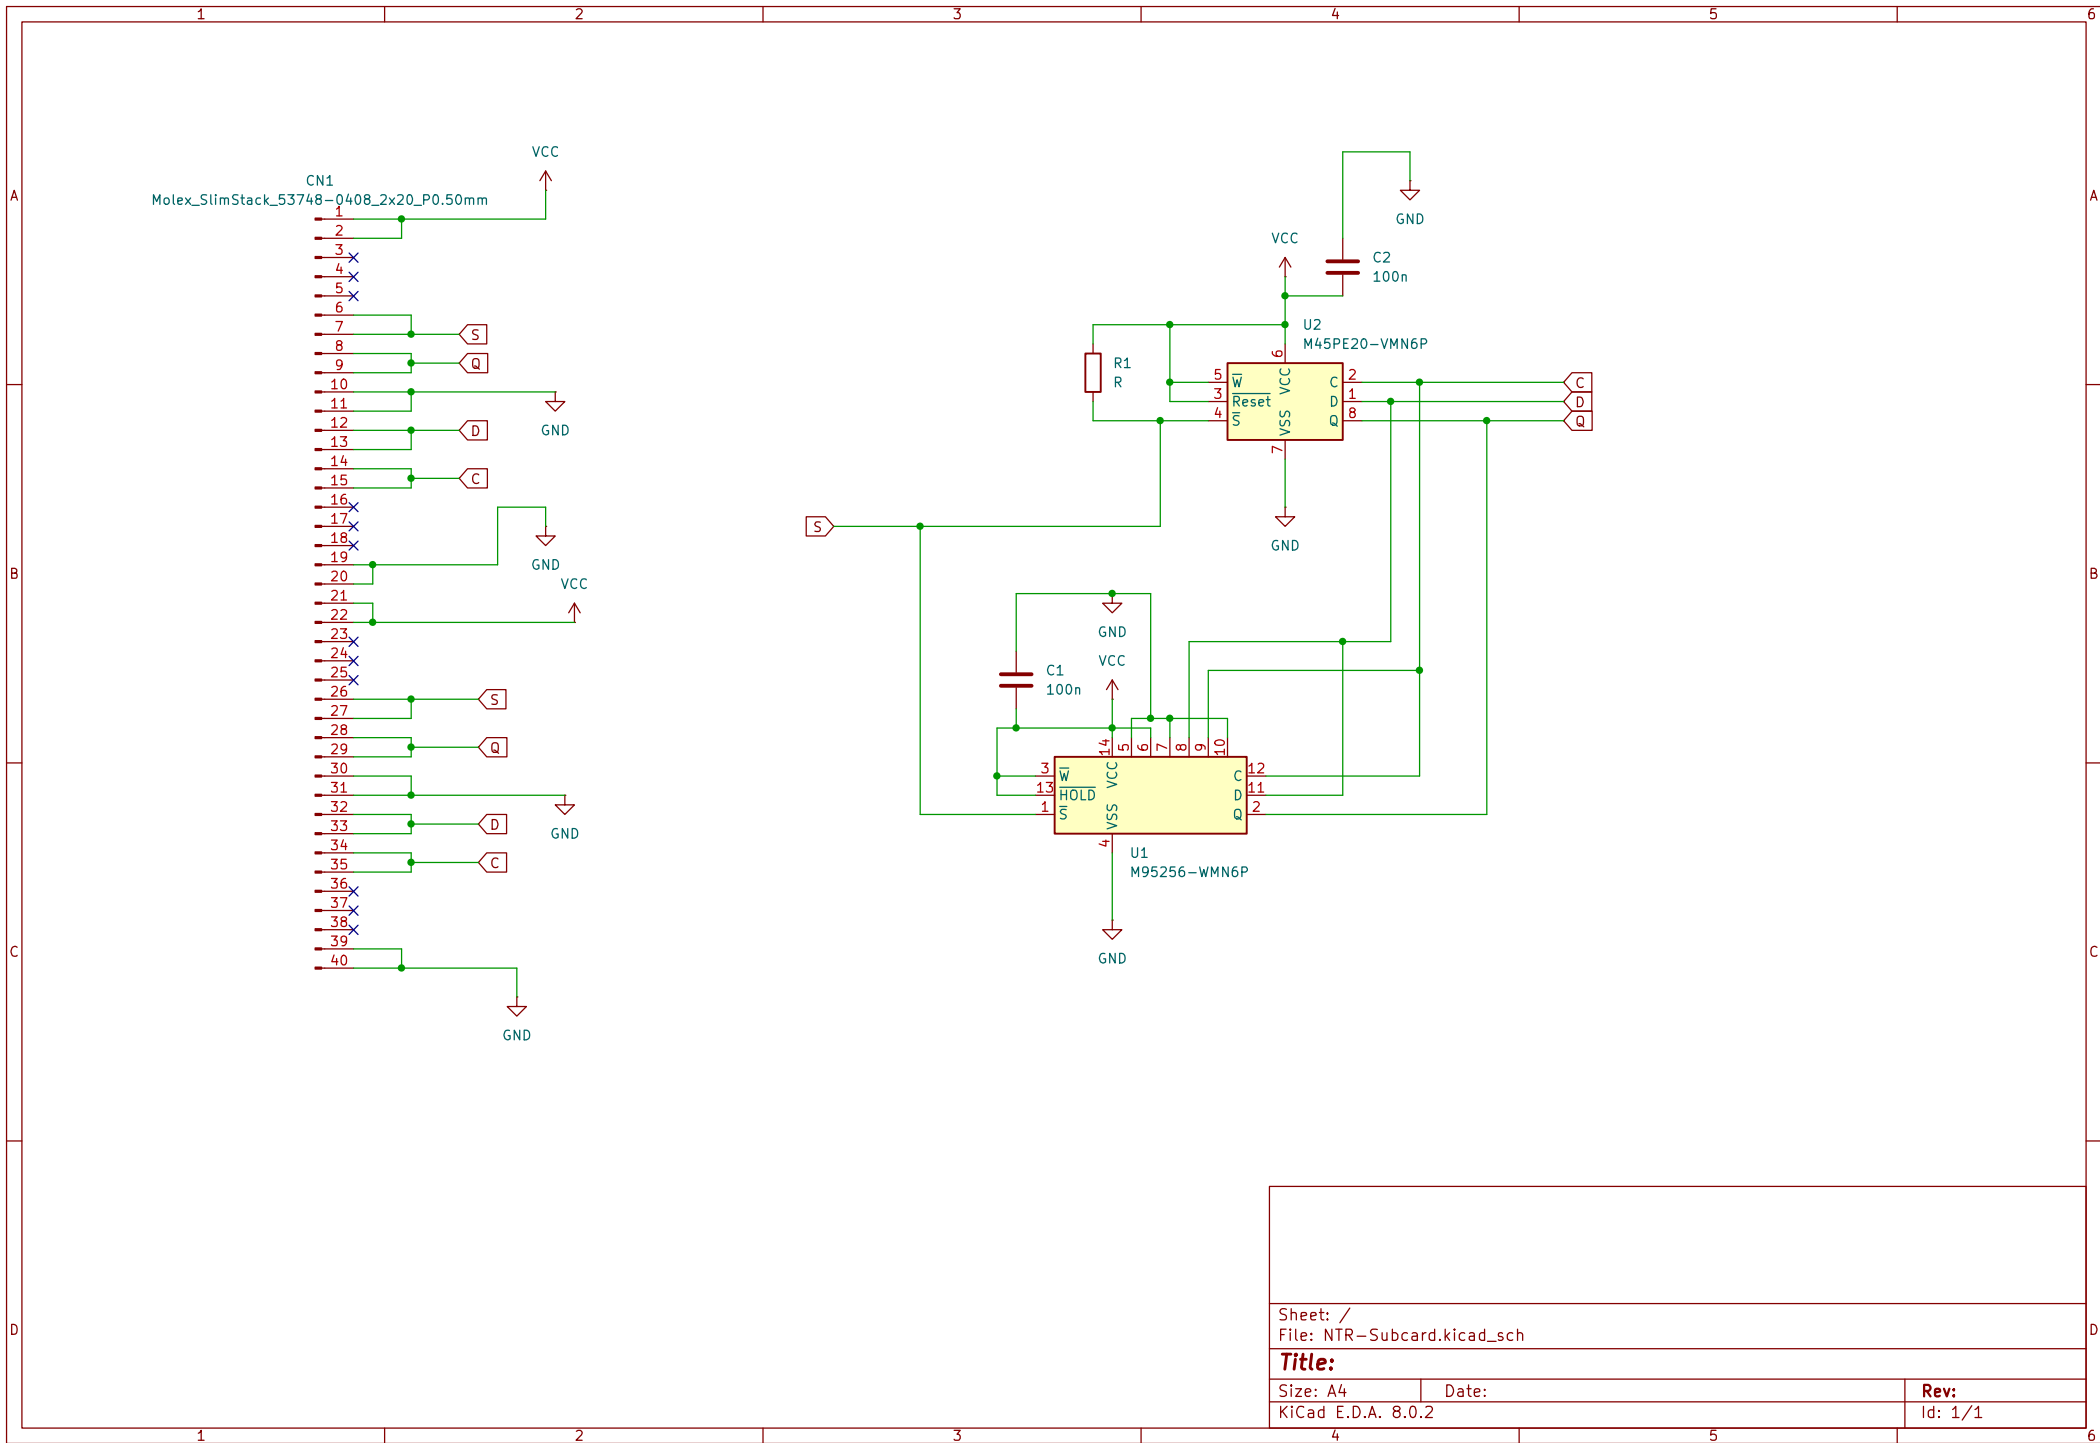 1 2 3 4 5 6
A
B
C
D
A
B
C
D
CN1
Molex_SlimStack_53748-0408_2x20_P0.50mm
VCC
1
2
3
4
5
6
7 S
8
Q
9
10
11
GND
12 D
13
14
C
15
16
17
18
19
GND
20
VCC
21
22
23
24
25
26 S
27
28
Q
29
30
31
GND
32
D
33
34
C
35
36
37
38
39
40
GND
GND
VCC
C2
100n
U2
M45PE20-VMN6P
R1
R
6
VCC
5 W C 2 C
3 Reset D 1 D
4 S Q 8 Q
VSS
7
GND
S
GND
VCC
C1
100n
14 5 6 7 8 9 10
VCC
3 W C 12
13 HOLD D 11
1 S Q 2
VSS
4
U1
M95256-WMN6P
GND
Sheet: /
File: NTR-Subcard.kicad_sch
Title:
Size: A4 Date: Rev:
KiCad E.D.A. 8.0.2 Id: 1/1
1 2 3 4 5 6